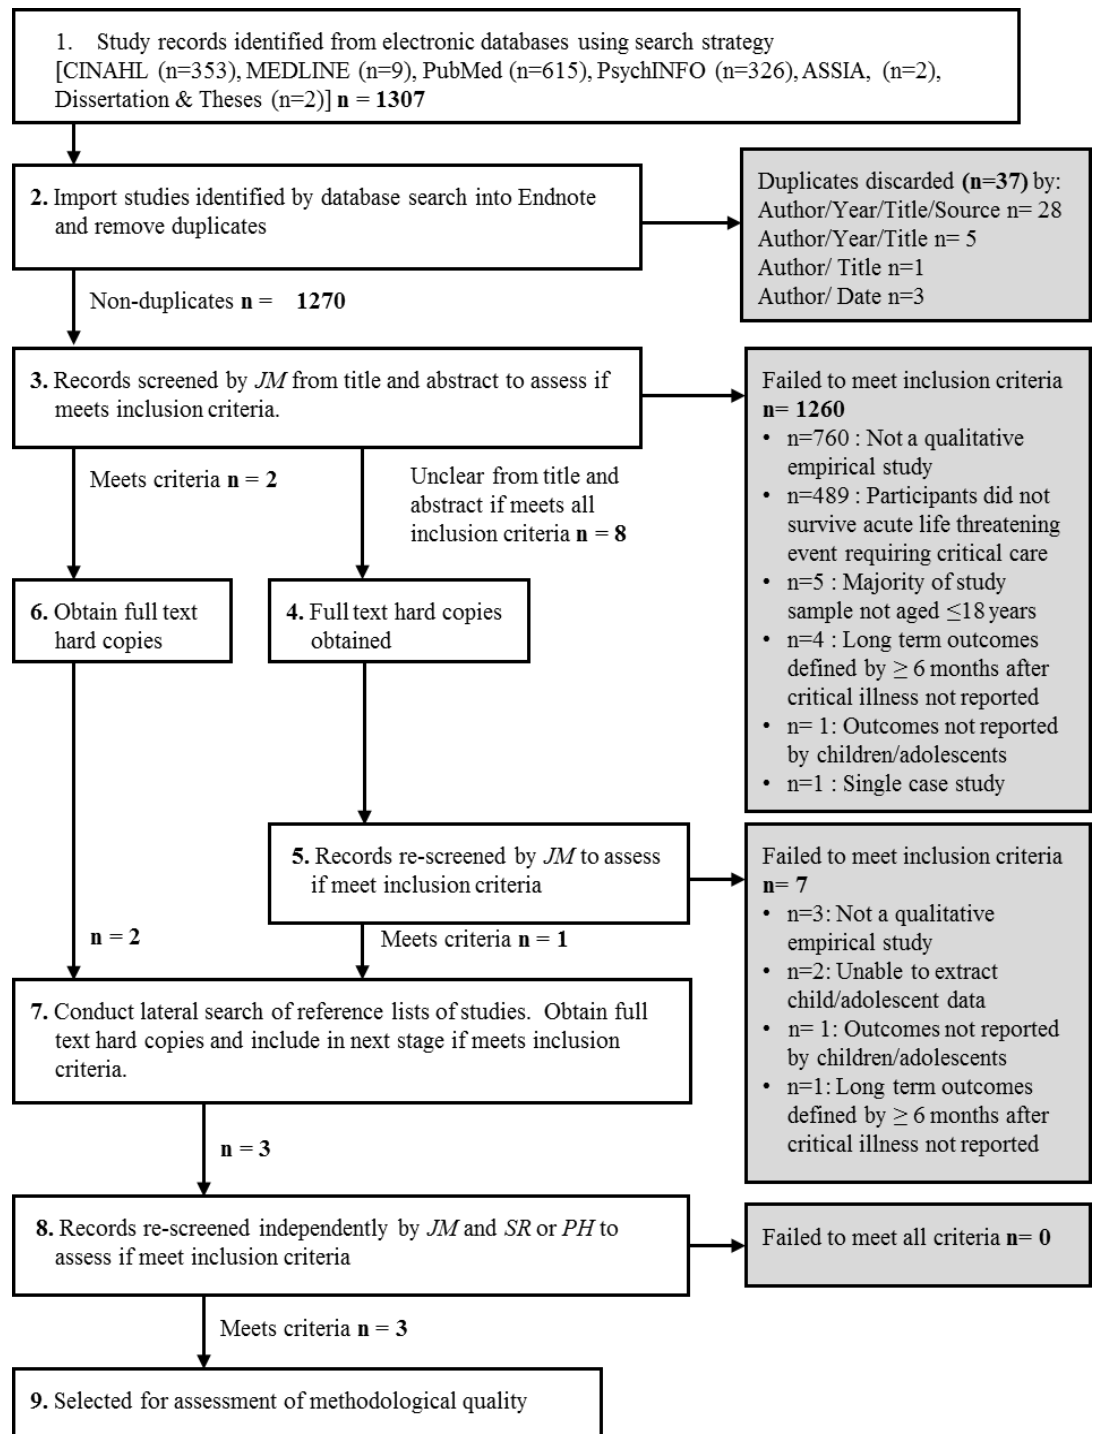 1. Study records identified from electronic databases using search strategy
[CINAHL (n=353), MEDLINE (n=9), PubMed (n=615), PsychINFO (n=326), ASSIA, (n=2),
Dissertation & Theses (n=2)] n = 1307
2. Import studies identified by database search into Endnote
and remove duplicates
Duplicates discarded (n=37) by:
Author/Year/Title/Source n= 28
Author/Year/Title n= 5
Author/ Title n=1
Author/ Date n=3
Non-duplicates n = 1270
3. Records screened by JM from title and abstract to assess if
meets inclusion criteria.
Failed to meet inclusion criteria
n= 1260
• n=760 : Not a qualitative
empirical study
• n=489 : Participants did not
survive acute life threatening
event requiring critical care
• n=5 : Majority of study
sample not aged ≤18 years
• n=4 : Long term outcomes
defined by ≥ 6 months after
critical illness not reported
• n= 1: Outcomes not reported
by children/adolescents
• n=1 : Single case study
Meets criteria n = 2
Unclear from title and
abstract if meets all
inclusion criteria n = 8
6. Obtain full text
hard copies
4. Full text hard copies
obtained
5. Records re-screened by JM to assess
if meet inclusion criteria
Failed to meet inclusion criteria
n= 7
• n=3: Not a qualitative
empirical study
• n=2: Unable to extract
child/adolescent data
• n= 1: Outcomes not reported
by children/adolescents
• n=1: Long term outcomes
defined by ≥ 6 months after
critical illness not reported
n = 2
Meets criteria n = 1
7. Conduct lateral search of reference lists of studies. Obtain full
text hard copies and include in next stage if meets inclusion
criteria.
n = 3
8. Records re-screened independently by JM and SR or PH to
assess if meet inclusion criteria
Failed to meet all criteria n= 0
Meets criteria n = 3
9. Selected for assessment of methodological quality